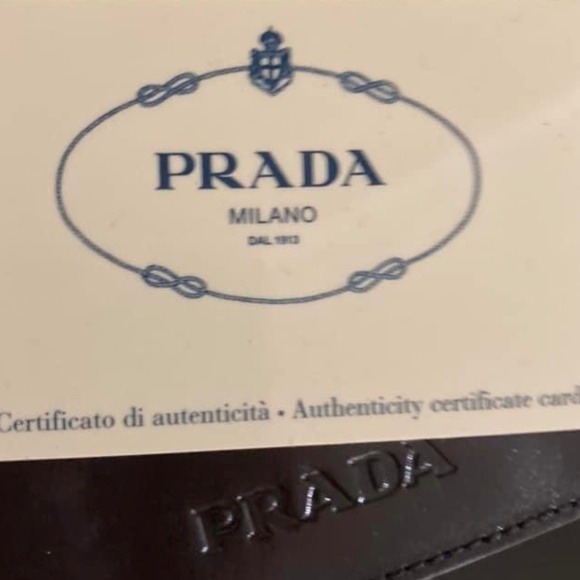 PRADA
MILANO
DAL 1913
Certificato di autenticità • Authenticity certificate card
PRADA